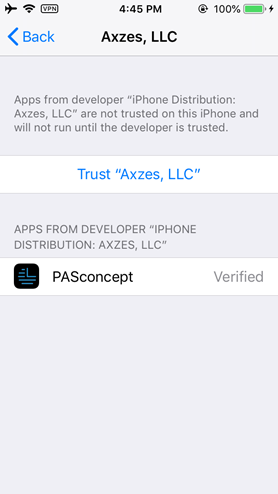 VPN 4:45 PM 100%
Back Axzes, LLC
Apps from developer “iPhone Distribution:
Axzes, LLC” are not trusted on this iPhone and
will not run until the developer is trusted.
Trust “Axzes, LLC”
APPS FROM DEVELOPER “IPHONE
DISTRIBUTION: AXZES, LLC”
PASconcept Verified